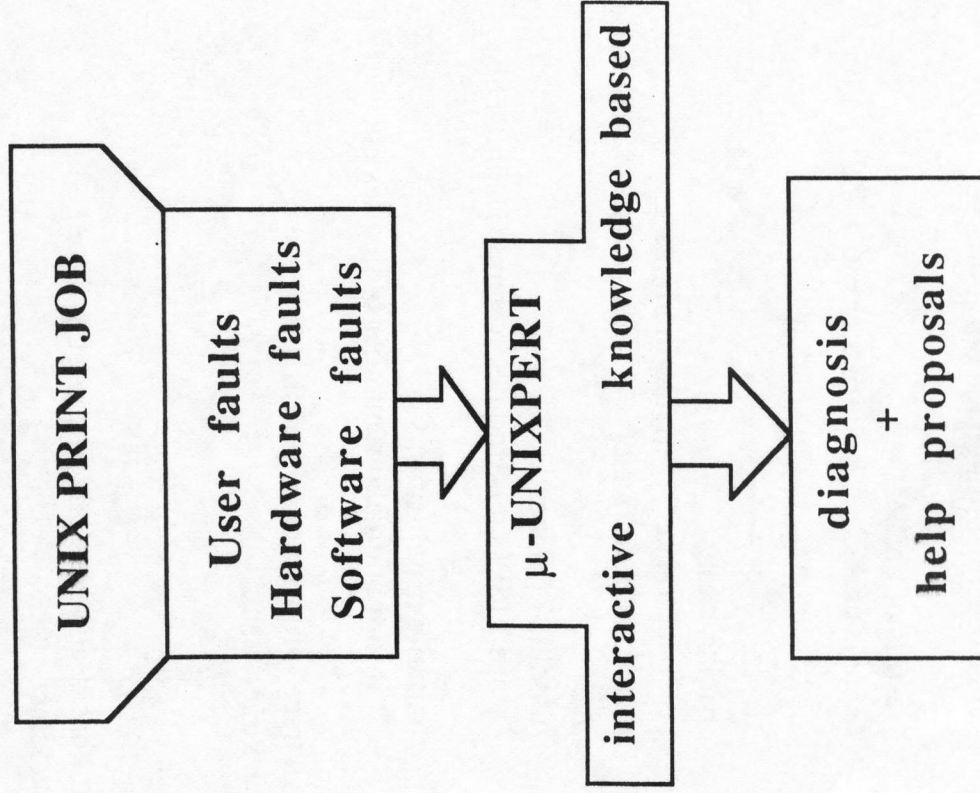 UNIX PRINT JOB
User faults
Hardware faults
Software faults
μ-UNIXPERT
interactive knowledge based
diagnosis
+
help proposals